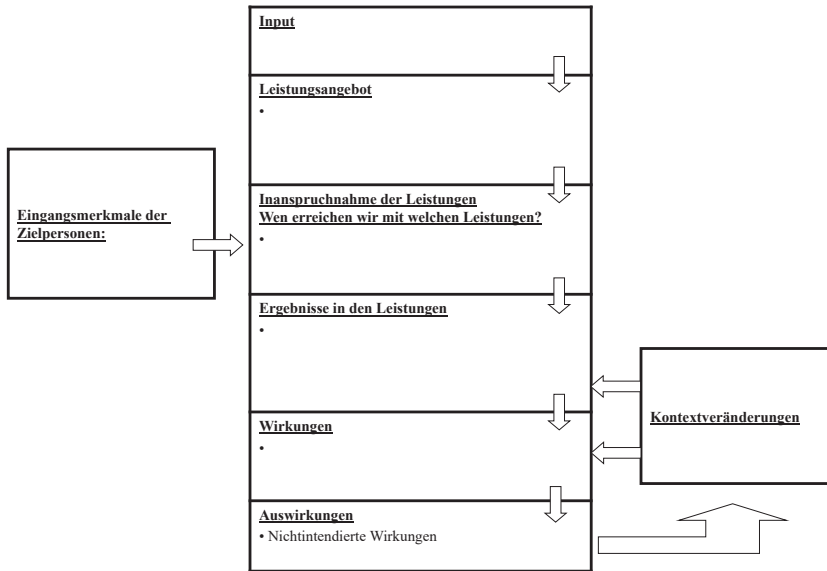 Input
Leistungsangebot
•
Eingangsmerkmale der
Zielpersonen:
Inanspruchnahme der Leistungen
Wen erreichen wir mit welchen Leistungen?
•
Ergebnisse in den Leistungen
•
Kontextveränderungen
Wirkungen
•
Auswirkungen
• Nichtintendierte Wirkungen